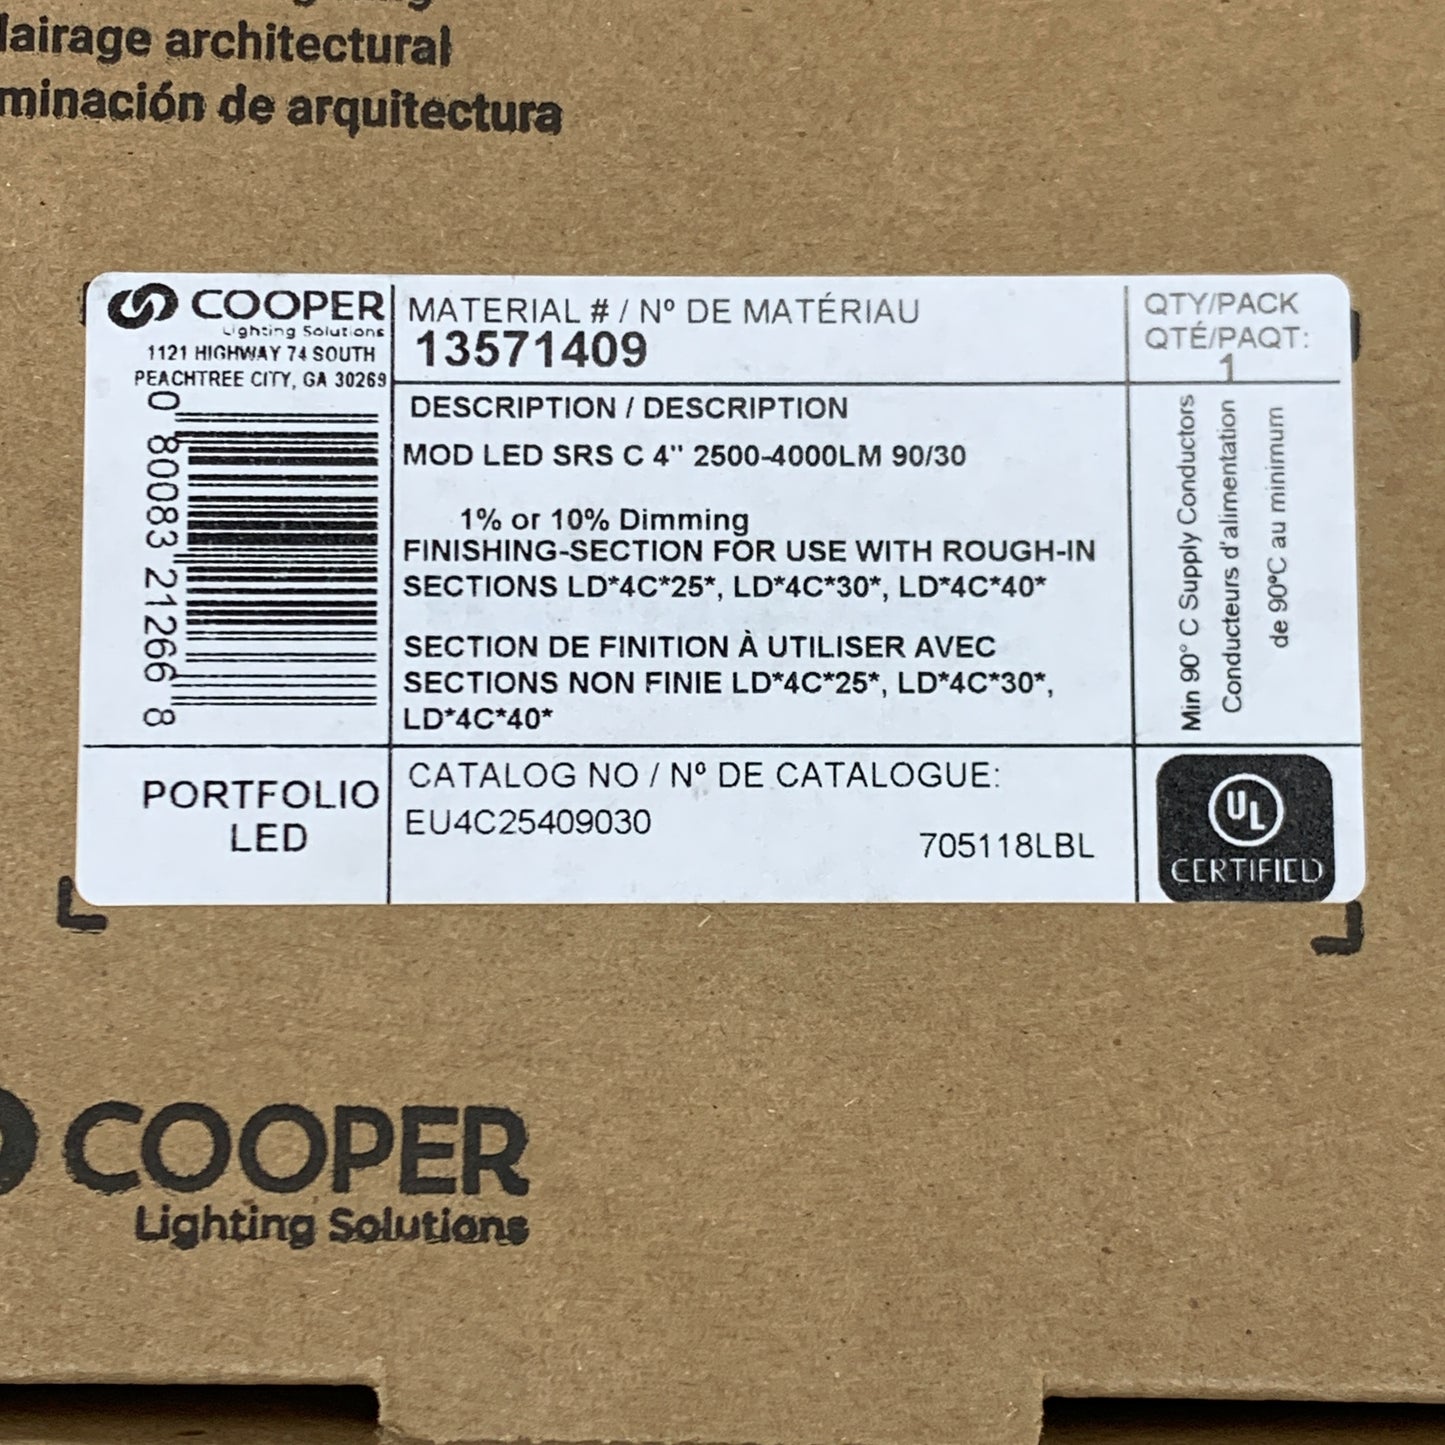 architectural
de arquitectura
COOPER
Lighting Solutions
1121 HIGHWAY 74 SOUTH
PEACHTREE CITY, GA 30269
0 80083 21266 8
MATERIAL # / Nº DE MATÉRIAU
13571409
QTY/PACK
QTÉ/PAQT:
1
DESCRIPTION / DESCRIPTION
MOD LED SRS C 4" 2500-4000LM 90/30
1% or 10% Dimming
FINISHING-SECTION FOR USE WITH ROUGH-IN
SECTIONS LD*4C*25*, LD*4C*30*, LD*4C*40*
SECTION DE FINITION À UTILISER AVEC
SECTIONS NON FINIE LD*4C*25*, LD*4C*30*,
LD*4C*40*
Min 90° C Supply Conductors
Conducteurs d'alimentation
de 90ºC au minimum
PORTFOLIO
LED
CATALOG NO / Nº DE CATALOGUE:
EU4C25409030
705118LBL
UL
CERTIFIED
COOPER
Lighting Solutions